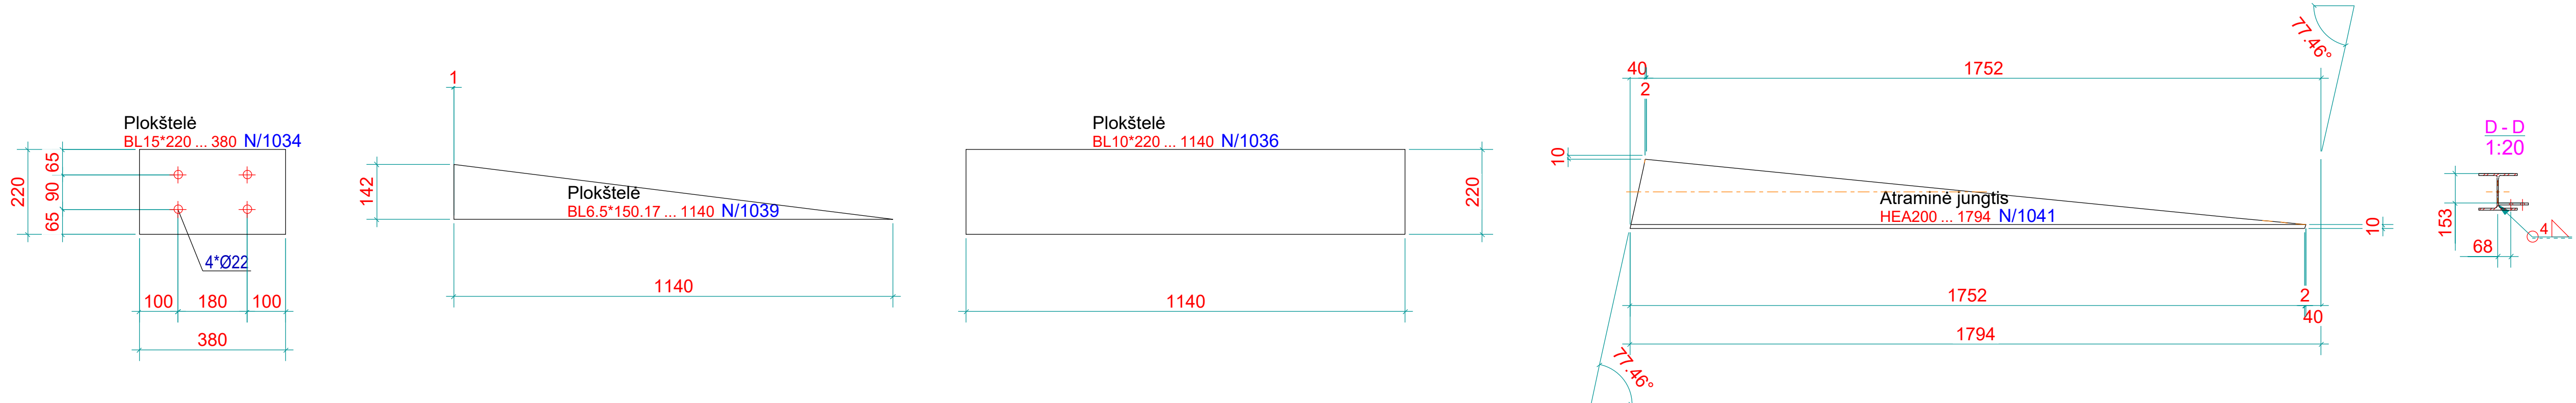 Plokštelė
BL15*220 ... 380 N/1034
220
65
90
65
4*Ø22
100
180
100
380
1
142
Plokštelė
BL6.5*150.17 ... 1140 N/1039
1140
Plokštelė
BL10*220 ... 1140 N/1036
220
1140
77.46°
40
1752
2
10
Atraminė jungtis
HEA200 ... 1794 N/1041
10
1752
2
40
1794
77.46°
D - D
1:20
153
68
4